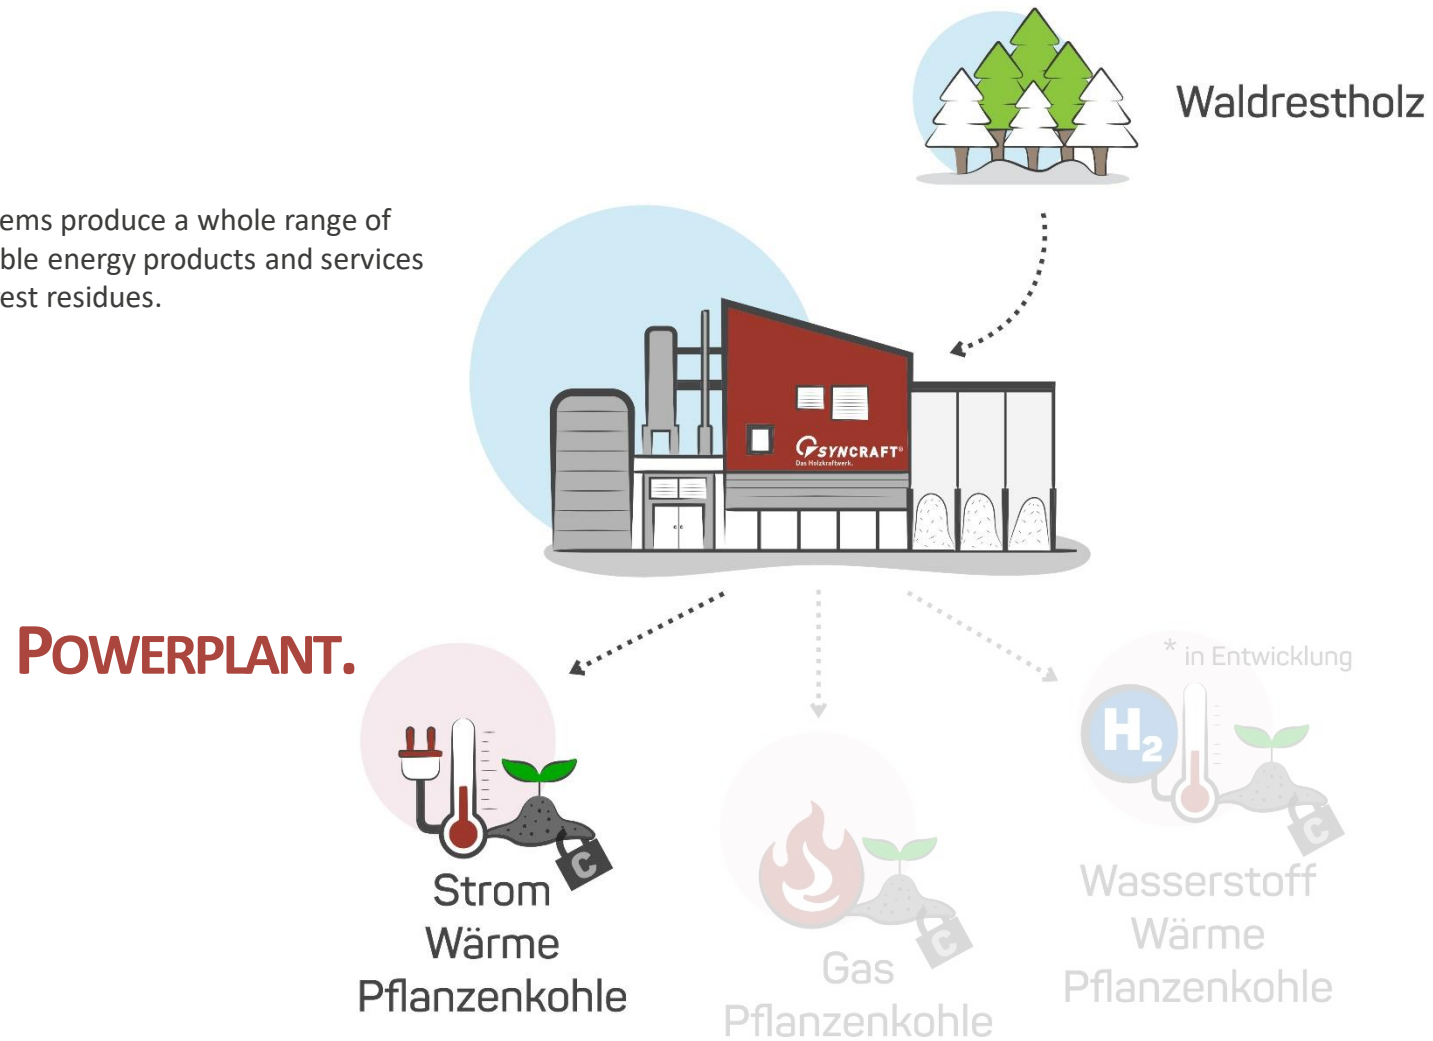 Waldrestholz
ems produce a whole range of
ble energy products and services
est residues.
SYNCRAFT®
Das Holzkraftwerk.
POWERPLANT.
* in Entwicklung
H2
C
Strom
Wärme
Pflanzenkohle
C
Gas
Pflanzenkohle
C
Wasserstoff
Wärme
Pflanzenkohle